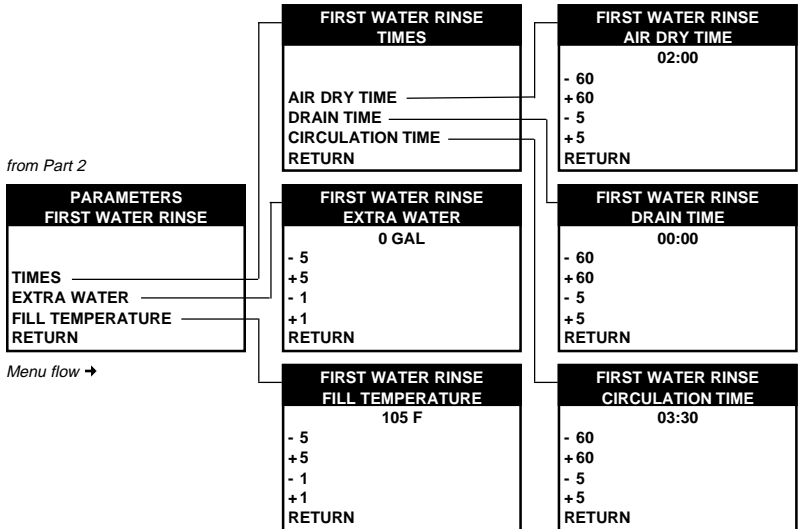 from Part 2
PARAMETERS
FIRST WATER RINSE
TIMES
EXTRA WATER
FILL TEMPERATURE
RETURN
Menu flow →
FIRST WATER RINSE
TIMES
AIR DRY TIME
DRAIN TIME
CIRCULATION TIME
RETURN
FIRST WATER RINSE
EXTRA WATER
0 GAL
- 5
+5
- 1
+1
RETURN
FIRST WATER RINSE
FILL TEMPERATURE
105 F
- 5
+5
- 1
+1
RETURN
FIRST WATER RINSE
AIR DRY TIME
02:00
- 60
+60
- 5
+5
RETURN
FIRST WATER RINSE
DRAIN TIME
00:00
- 60
+60
- 5
+5
RETURN
FIRST WATER RINSE
CIRCULATION TIME
03:30
- 60
+60
- 5
+5
RETURN